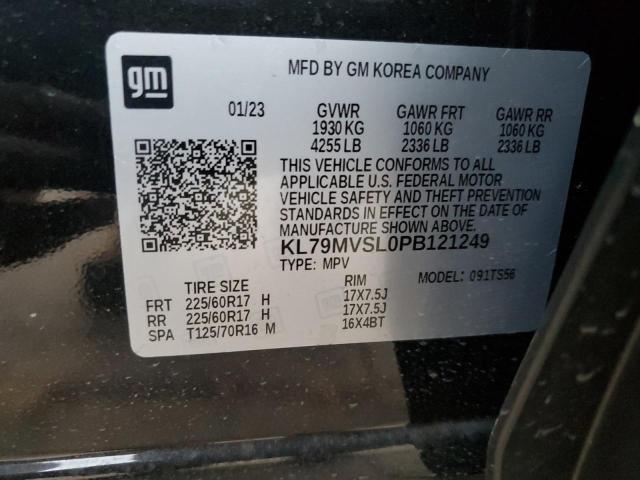 gm
MFD BY GM KOREA COMPANY
01/23 GVWR GAWR FRT GAWR RR
1930 KG 1060 KG 1060 KG
4255 LB 2336 LB 2336 LB
THIS VEHICLE CONFORMS TO ALL
APPLICABLE U.S. FEDERAL MOTOR
VEHICLE SAFETY AND THEFT PREVENTION
STANDARDS IN EFFECT ON THE DATE OF
MANUFACTURE SHOWN ABOVE.
KL79MVSL0PB121249
TYPE: MPV MODEL: 091TS56
TIRE SIZE RIM
FRT 225/60R17 H 17X7.5J
RR 225/60R17 H 17X7.5J
SPA T125/70R16 M 16X4BT